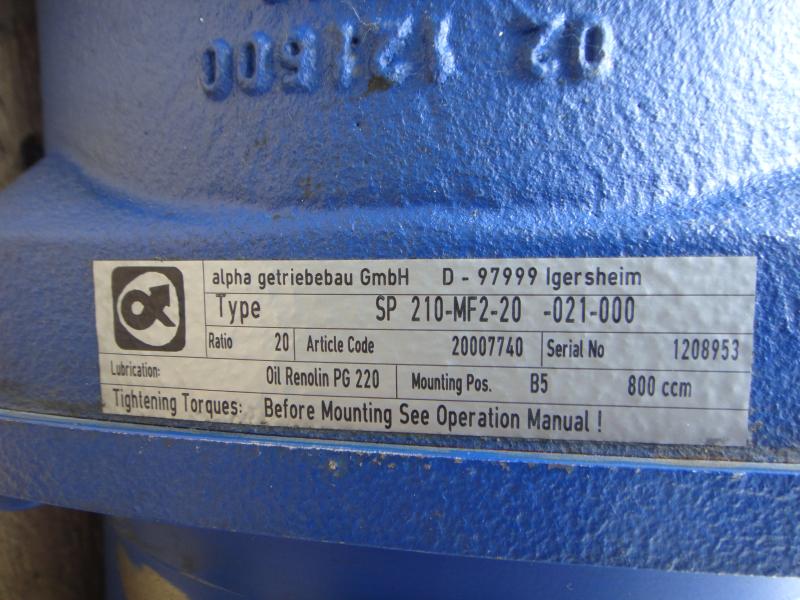 02 121600
alpha getriebebau GmbH D - 97999 Igersheim
Type SP 210-MF2-20 -021-000
Ratio 20 Article Code 20007740 Serial No 1208953
Lubrication: Oil Renolin PG 220 Mounting Pos. B5 800 ccm
Tightening Torques: Before Mounting See Operation Manual !